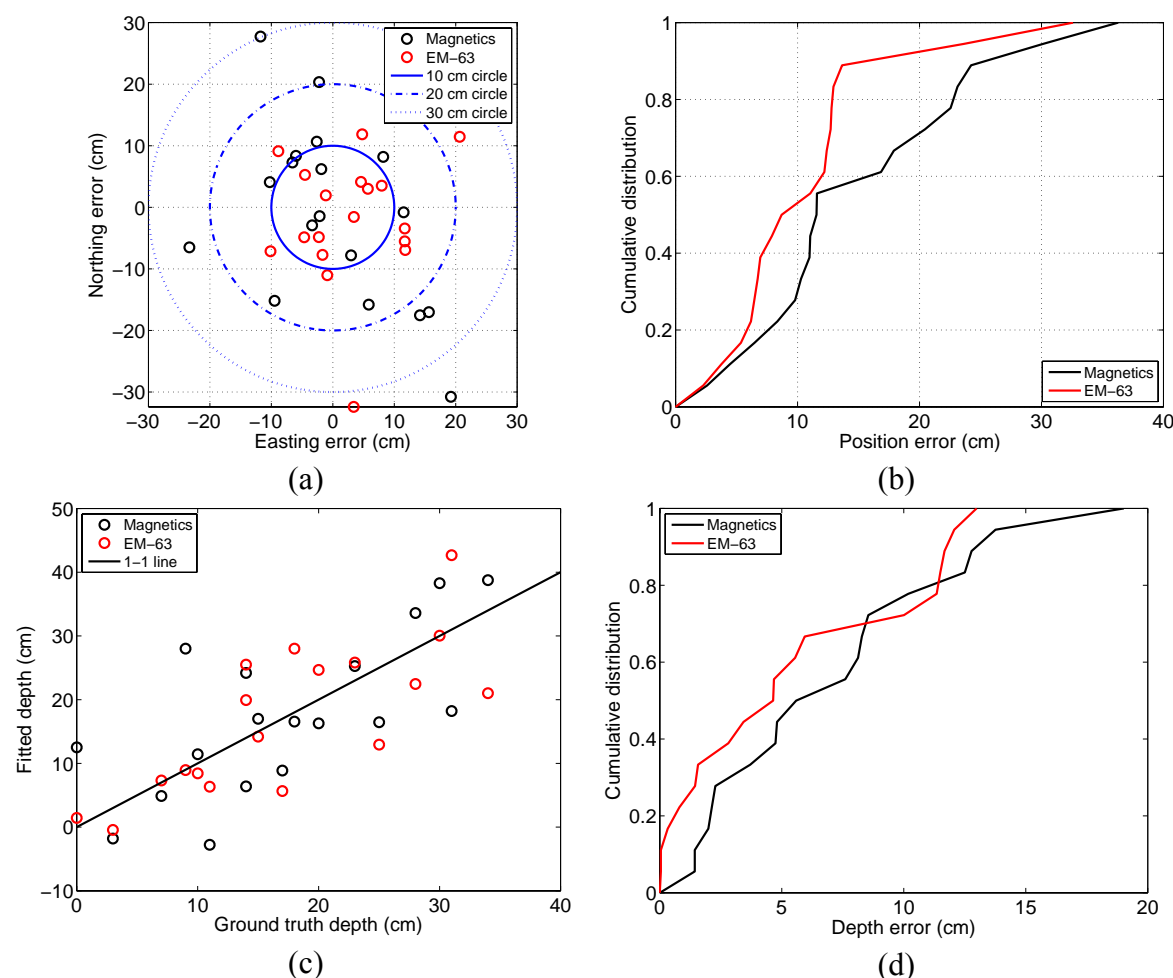 30
20
10
0
−10
−20
−30
−30 −20 −10 0 10 20 30
Northing error (cm)
Easting error (cm)
Magnetics
EM−63
10 cm circle
20 cm circle
30 cm circle
(a)
1
0.8
0.6
0.4
0.2
0
0 10 20 30 40
Cumulative distribution
Position error (cm)
Magnetics
EM−63
(b)
50
40
30
20
10
0
−10
0 10 20 30 40
Fitted depth (cm)
Ground truth depth (cm)
Magnetics
EM−63
1−1 line
(c)
1
0.8
0.6
0.4
0.2
0
0 5 10 15 20
Cumulative distribution
Depth error (cm)
Magnetics
EM−63
(d)